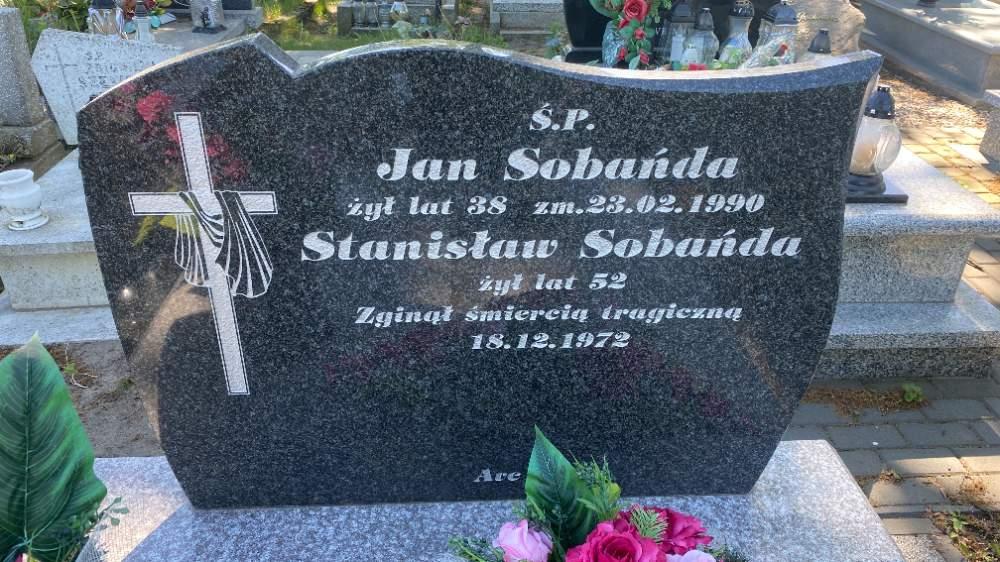 Ś.P.
Jan Sobańda
żył lat 38 zm.23.02.1990
Stanisław Sobańda
żył lat 52
Zginął śmiercią tragiczną
18.12.1972
Ave